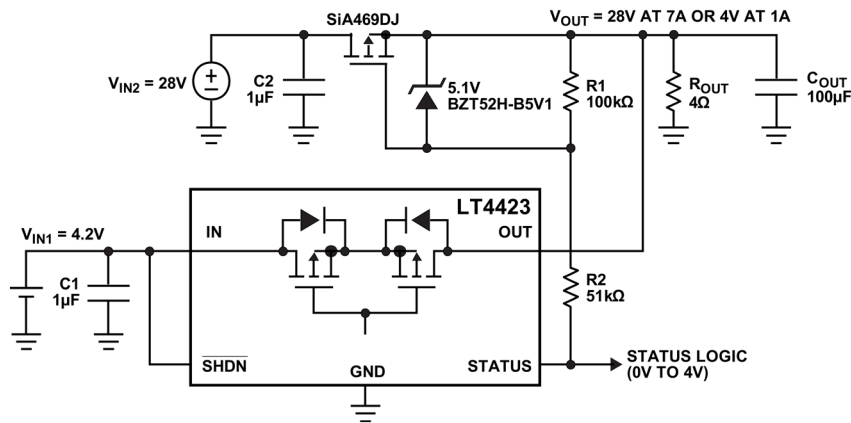 SiA469DJ
V_OUT = 28V AT 7A OR 4V AT 1A
V_IN2 = 28V
+
–
C2
1µF
5.1V
BZT52H-B5V1
R1
100kΩ
R_OUT
4Ω
C_OUT
100µF
LT4423
IN
OUT
V_IN1 = 4.2V
C1
1µF
R2
51kΩ
SHDN
GND
STATUS
STATUS LOGIC
(0V TO 4V)